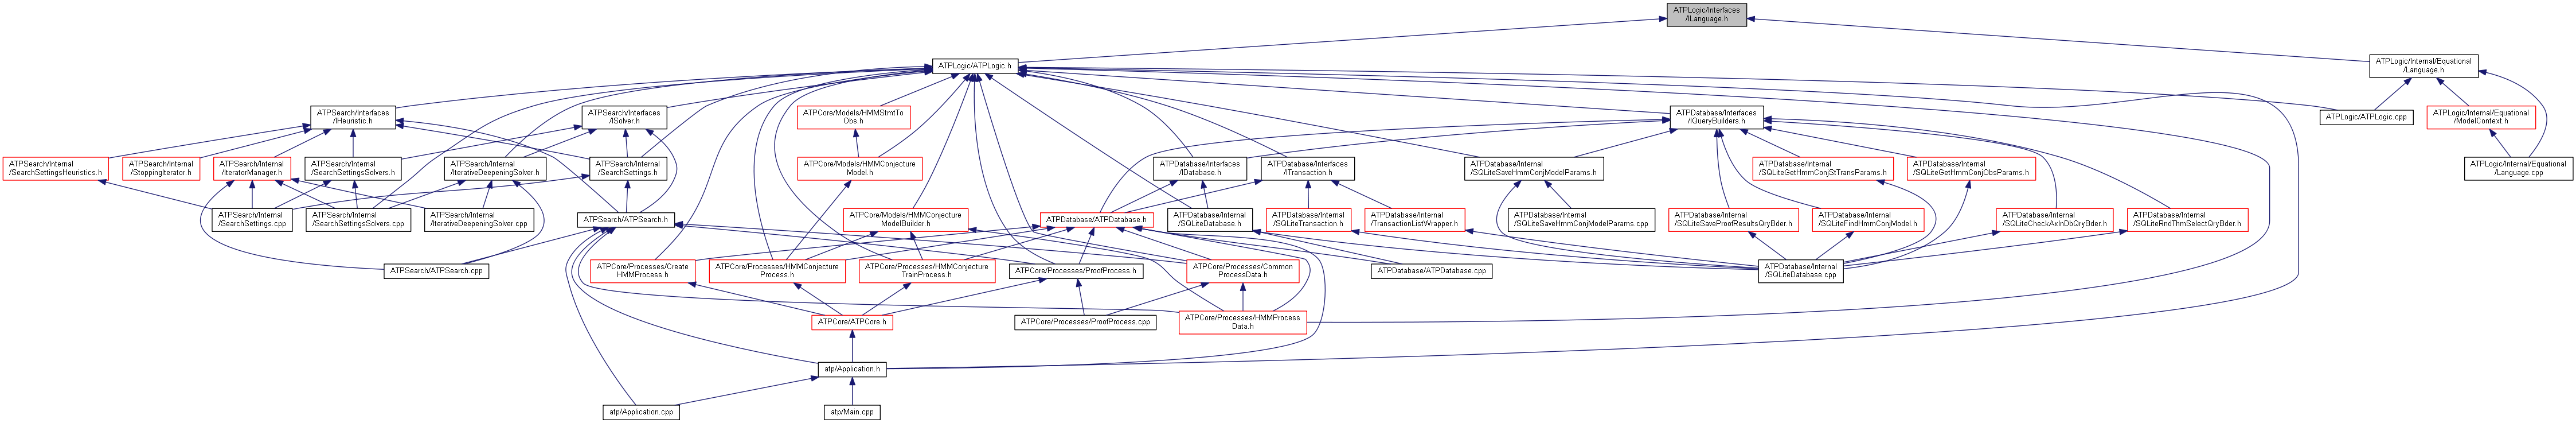 ATPLogic/Interfaces
/ILanguage.h
ATPLogic/ATPLogic.h
ATPLogic/Internal/Equational
/Language.h
ATPSearch/Interfaces
/IHeuristic.h
ATPSearch/Interfaces
/ISolver.h
ATPCore/Models/HMMStmtTo
Obs.h
ATPDatabase/Interfaces
/IQueryBuilders.h
ATPLogic/ATPLogic.cpp
ATPLogic/Internal/Equational
/ModelContext.h
ATPSearch/Internal
/SearchSettingsHeuristics.h
ATPSearch/Internal
/StoppingIterator.h
ATPSearch/Internal
/IteratorManager.h
ATPSearch/Internal
/SearchSettingsSolvers.h
ATPSearch/Internal
/IterativeDeepeningSolver.h
ATPSearch/Internal
/SearchSettings.h
ATPCore/Models/HMMConjecture
Model.h
ATPDatabase/Interfaces
/IDatabase.h
ATPDatabase/Interfaces
/ITransaction.h
ATPDatabase/Internal
/SQLiteSaveHmmConjModelParams.h
ATPDatabase/Internal
/SQLiteGetHmmConjStTransParams.h
ATPDatabase/Internal
/SQLiteGetHmmConjObsParams.h
ATPLogic/Internal/Equational
/Language.cpp
ATPSearch/Internal
/SearchSettings.cpp
ATPSearch/Internal
/SearchSettingsSolvers.cpp
ATPSearch/Internal
/IterativeDeepeningSolver.cpp
ATPSearch/ATPSearch.h
ATPCore/Models/HMMConjecture
ModelBuilder.h
ATPDatabase/ATPDatabase.h
ATPDatabase/Internal
/SQLiteDatabase.h
ATPDatabase/Internal
/SQLiteTransaction.h
ATPDatabase/Internal
/TransactionListWrapper.h
ATPDatabase/Internal
/SQLiteSaveHmmConjModelParams.cpp
ATPDatabase/Internal
/SQLiteSaveProofResultsQryBder.h
ATPDatabase/Internal
/SQLiteFindHmmConjModel.h
ATPDatabase/Internal
/SQLiteCheckAxInDbQryBder.h
ATPDatabase/Internal
/SQLiteRndThmSelectQryBder.h
ATPSearch/ATPSearch.cpp
ATPCore/Processes/Create
HMMProcess.h
ATPCore/Processes/HMMConjecture
Process.h
ATPCore/Processes/HMMConjecture
TrainProcess.h
ATPCore/Processes/ProofProcess.h
ATPCore/Processes/Common
ProcessData.h
ATPDatabase/ATPDatabase.cpp
ATPDatabase/Internal
/SQLiteDatabase.cpp
ATPCore/ATPCore.h
ATPCore/Processes/ProofProcess.cpp
ATPCore/Processes/HMMProcess
Data.h
atp/Application.h
atp/Application.cpp
atp/Main.cpp